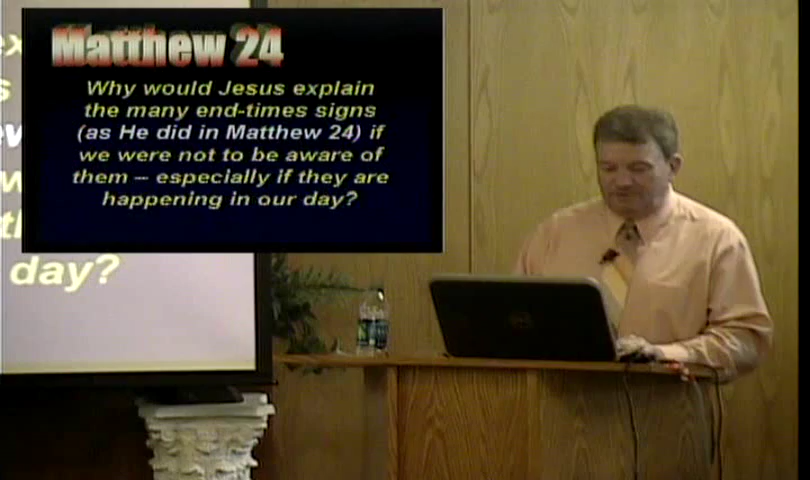 Matthew 24
Why would Jesus explain
the many end-times signs
(as He did in Matthew 24) if
we were not to be aware of
them – especially if they are
happening in our day?
day?